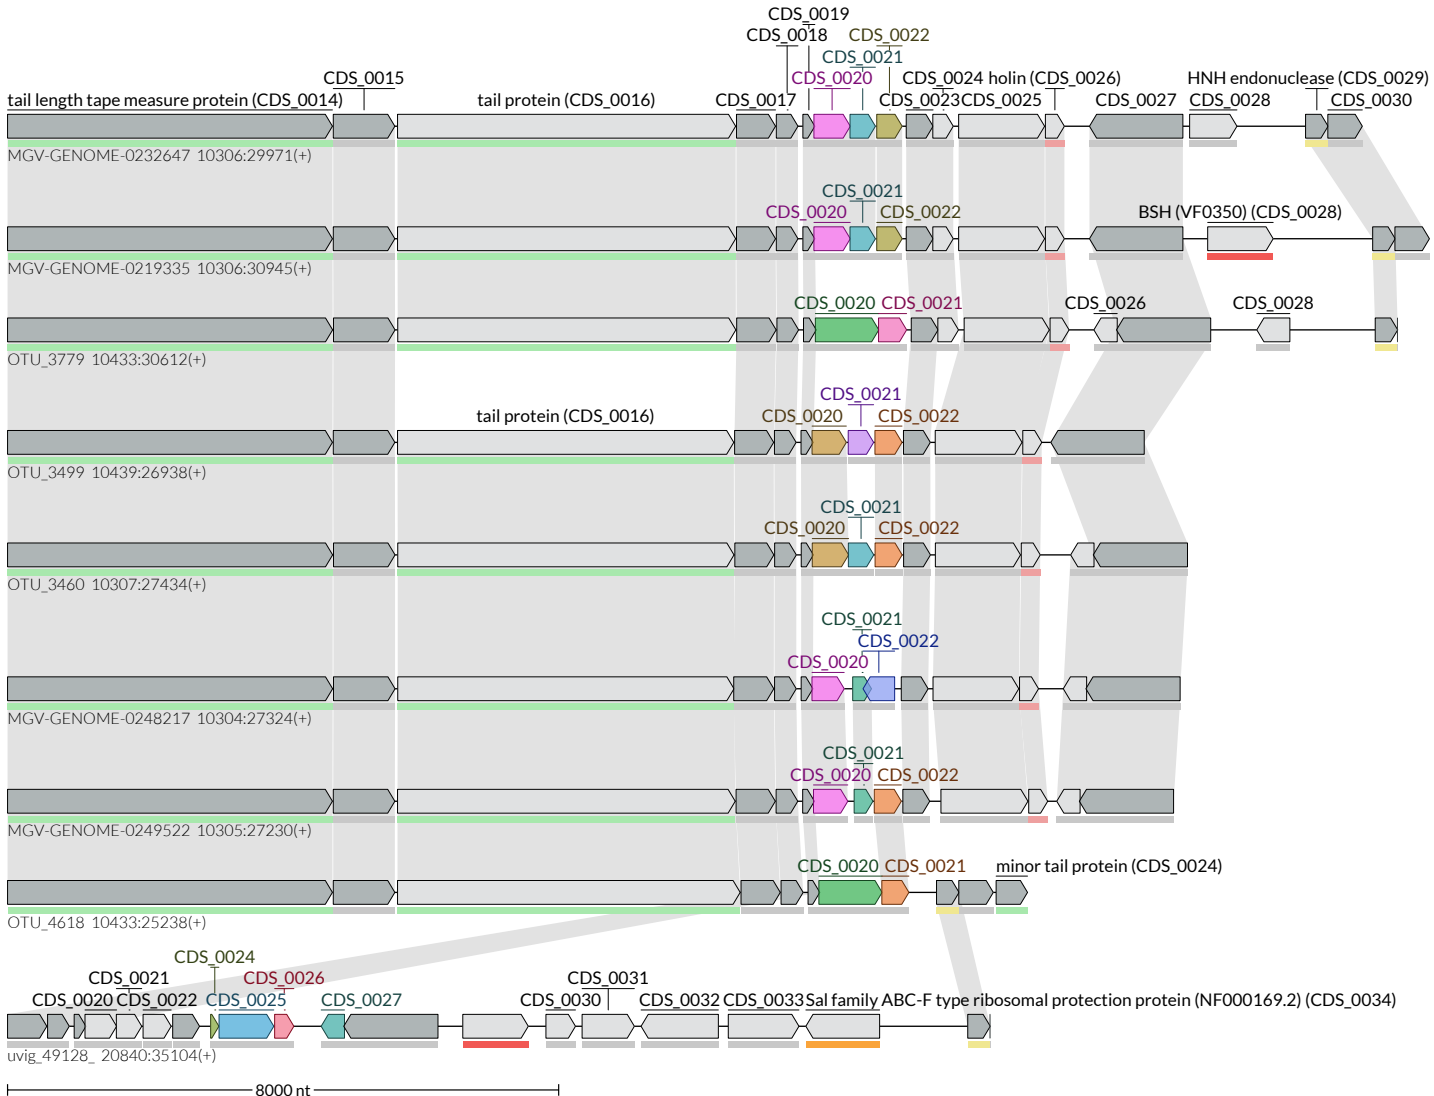 CDS_0019
CDS_0018 CDS_0022
CDS_0021
CDS_0015 CDS_0020 CDS_0024 holin (CDS_0026) HNH endonuclease (CDS_0029)
tail length tape measure protein (CDS_0014) tail protein (CDS_0016) CDS_0017 CDS_0023 CDS_0025 CDS_0027 CDS_0028 CDS_0030
MGV-GENOME-0232647 10306:29971(+)
CDS_0021
CDS_0020 CDS_0022 BSH (VF0350) (CDS_0028)
MGV-GENOME-0219335 10306:30945(+)
CDS_0020 CDS_0021 CDS_0026 CDS_0028
OTU_3779 10433:30612(+)
CDS_0021
tail protein (CDS_0016) CDS_0020 CDS_0022
OTU_3499 10439:26938(+)
CDS_0021
CDS_0020 CDS_0022
OTU_3460 10307:27434(+)
CDS_0021
CDS_0022
CDS_0020
MGV-GENOME-0248217 10304:27324(+)
CDS_0021
CDS_0020 CDS_0022
MGV-GENOME-0249522 10305:27230(+)
CDS_0020 CDS_0021 minor tail protein (CDS_0024)
OTU_4618 10433:25238(+)
CDS_0024
CDS_0021 CDS_0026 CDS_0031
CDS_0020 CDS_0022 CDS_0025 CDS_0027 CDS_0030 CDS_0032 CDS_0033 Sal family ABC-F type ribosomal protection protein (NF000169.2) (CDS_0034)
uvig_49128_ 20840:35104(+)
8000 nt